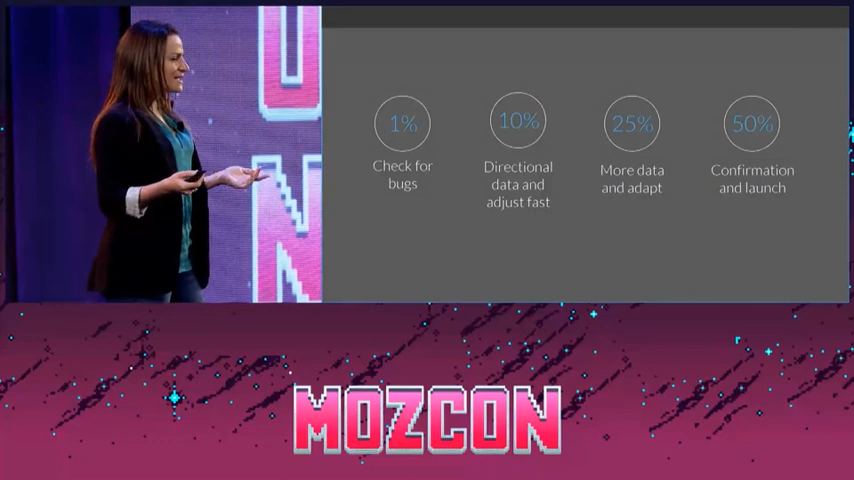 1%
Check for
bugs
10%
Directional
data and
adjust fast
25%
More data
and adapt
50%
Confirmation
and launch
MOZCON